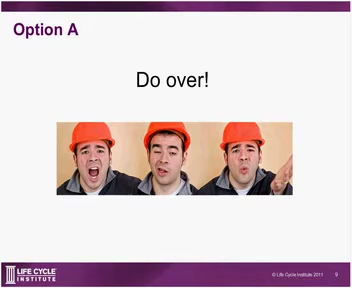 Option A
Do over!
LIFE CYCLE
INSTITUTE
© Life Cycle Institute 2011
9